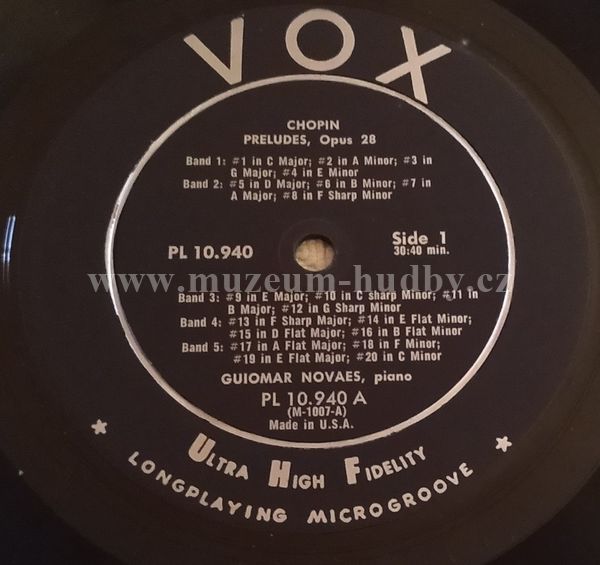 VOX
CHOPIN
PRELUDES, Opus 28
Band 1: #1 in C Major; #2 in A Minor; #3 in
G Major; #4 in E Minor
Band 2: #5 in D Major; #6 in B Minor; #7 in
A Major; #8 in F Sharp Minor
PL 10.940
Side 1
30:40 min.
www.muzeum-hudby.cz
Band 3: #9 in E Major; #10 in C sharp Minor; #11 in
B Major; #12 in G Sharp Minor
Band 4: #13 in F Sharp Major; #14 in E Flat Minor;
#15 in D Flat Major; #16 in B Flat Minor
Band 5: #17 in A Flat Major; #18 in F Minor;
#19 in E Flat Major; #20 in C Minor
GUIOMAR NOVAES, piano
PL 10.940 A
(M-1007-A)
Made in U.S.A.
* ULTRA HIGH FIDELITY *
LONGPLAYING MICROGROOVE